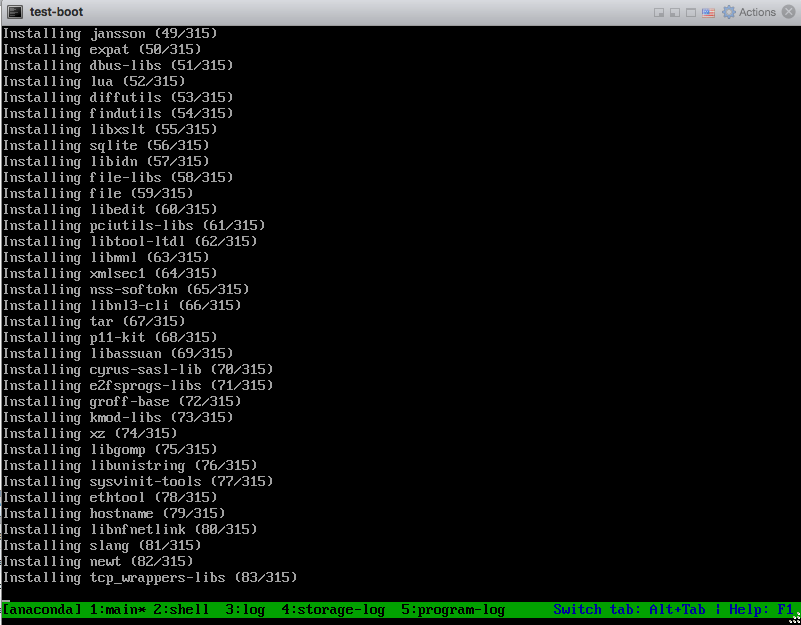 test-boot
Actions
Installing jansson (49/315)
Installing expat (50/315)
Installing dbus-libs (51/315)
Installing lua (52/315)
Installing diffutils (53/315)
Installing findutils (54/315)
Installing libxslt (55/315)
Installing sqlite (56/315)
Installing libidn (57/315)
Installing file-libs (58/315)
Installing file (59/315)
Installing libedit (60/315)
Installing pciutils-libs (61/315)
Installing libtool-ltdl (62/315)
Installing libmnl (63/315)
Installing xmlsec1 (64/315)
Installing nss-softokn (65/315)
Installing libnl3-cli (66/315)
Installing tar (67/315)
Installing p11-kit (68/315)
Installing libassuan (69/315)
Installing cyrus-sasl-lib (70/315)
Installing e2fsprogs-libs (71/315)
Installing groff-base (72/315)
Installing kmod-libs (73/315)
Installing xz (74/315)
Installing libgomp (75/315)
Installing libunistring (76/315)
Installing sysvinit-tools (77/315)
Installing ethtool (78/315)
Installing hostname (79/315)
Installing libnfnetlink (80/315)
Installing slang (81/315)
Installing newt (82/315)
Installing tcp_wrappers-libs (83/315)
[anaconda] 1:main* 2:shell  3:log  4:storage-log  5:program-log      Switch tab: Alt+Tab | Help: F1